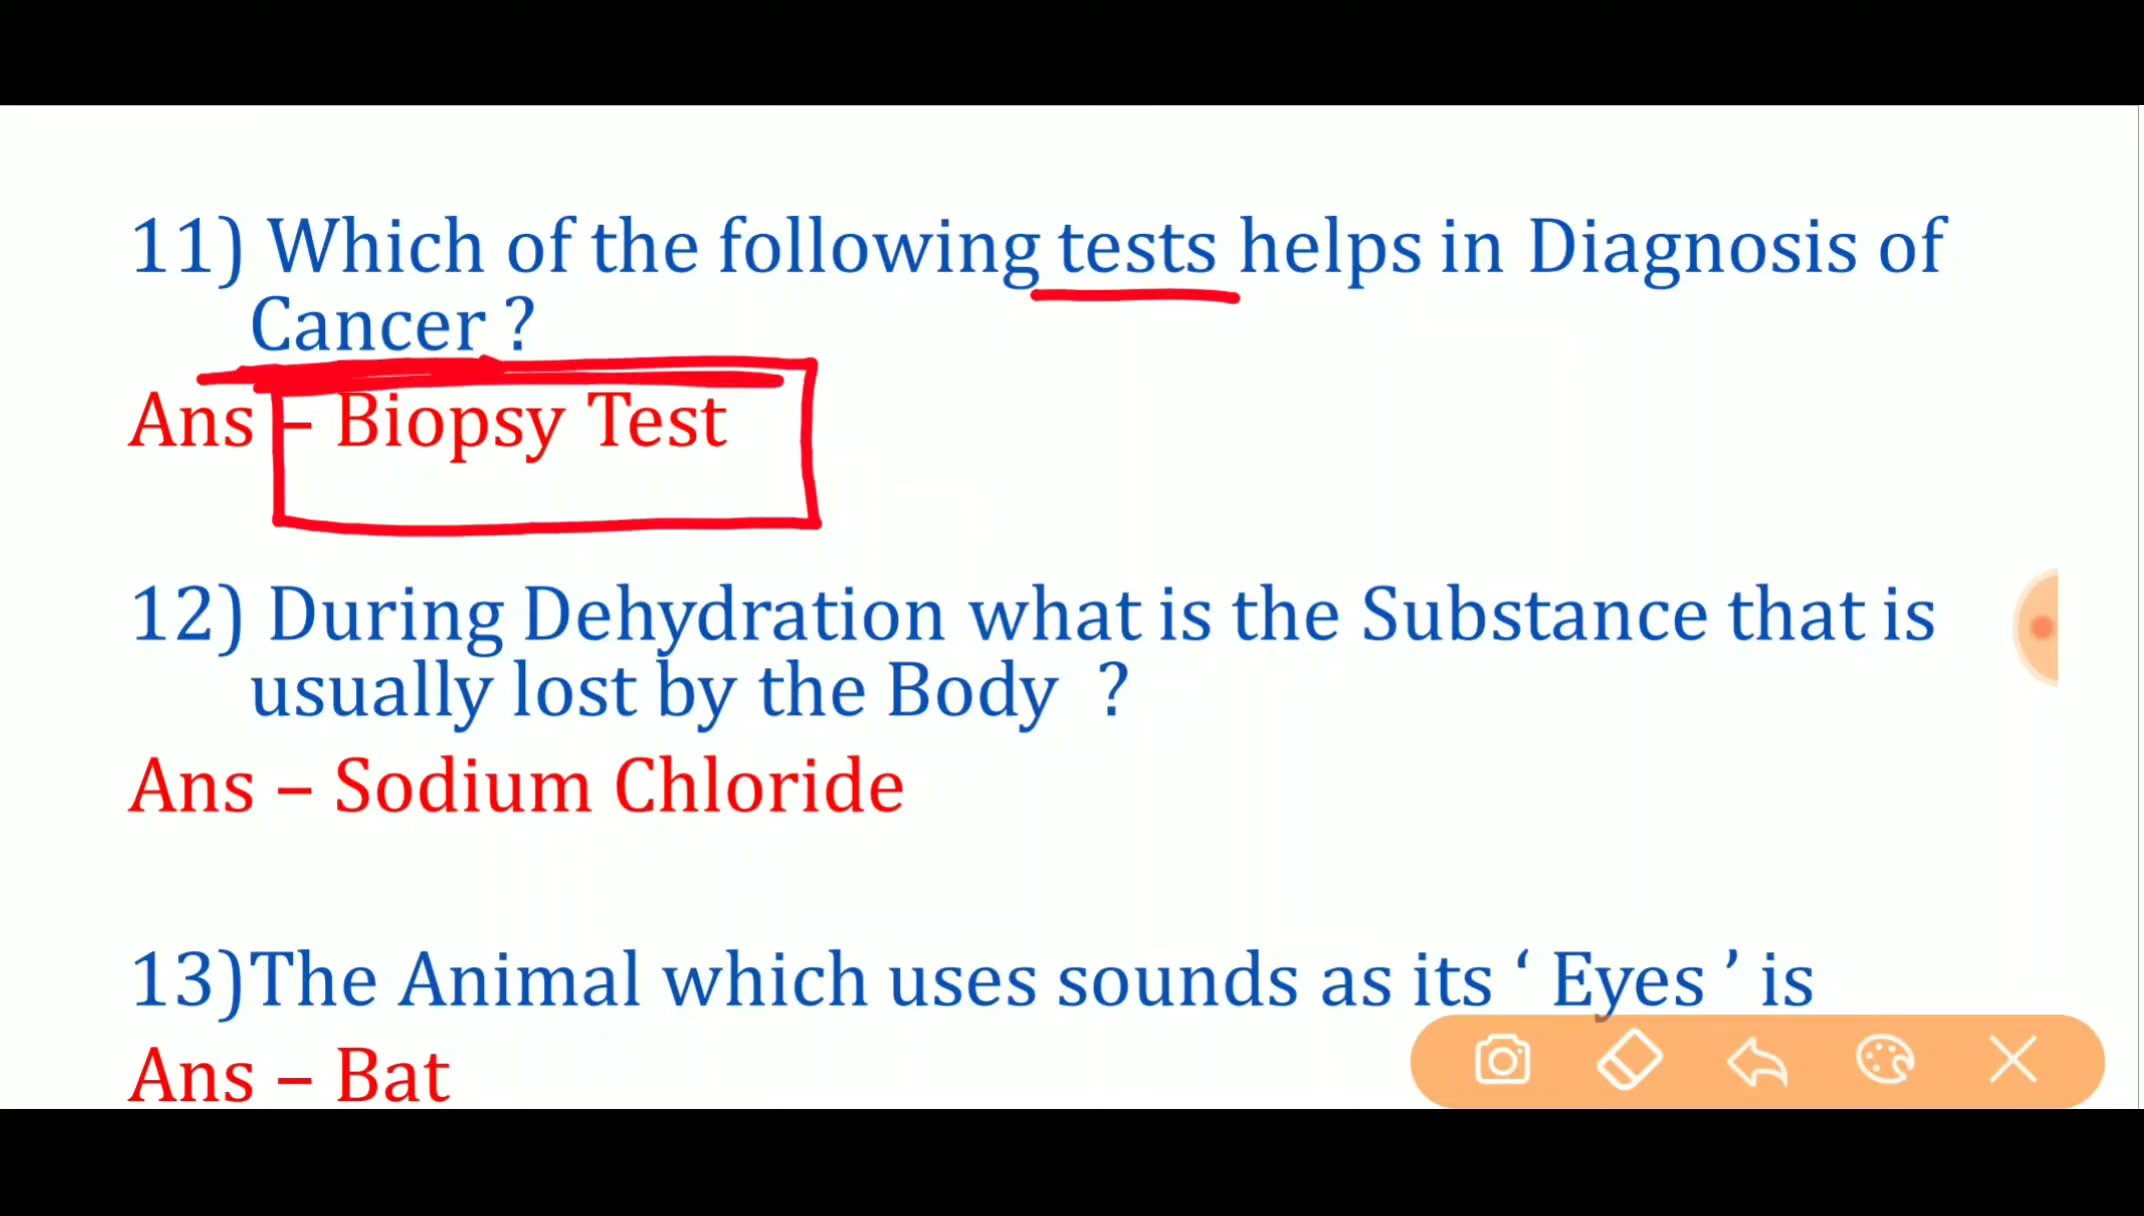 11) Which of the following tests helps in Diagnosis of
Cancer ?
Ans – Biopsy Test
12) During Dehydration what is the Substance that is
usually lost by the Body ?
Ans – Sodium Chloride
13)The Animal which uses sounds as its ‘ Eyes ’ is
Ans – Bat